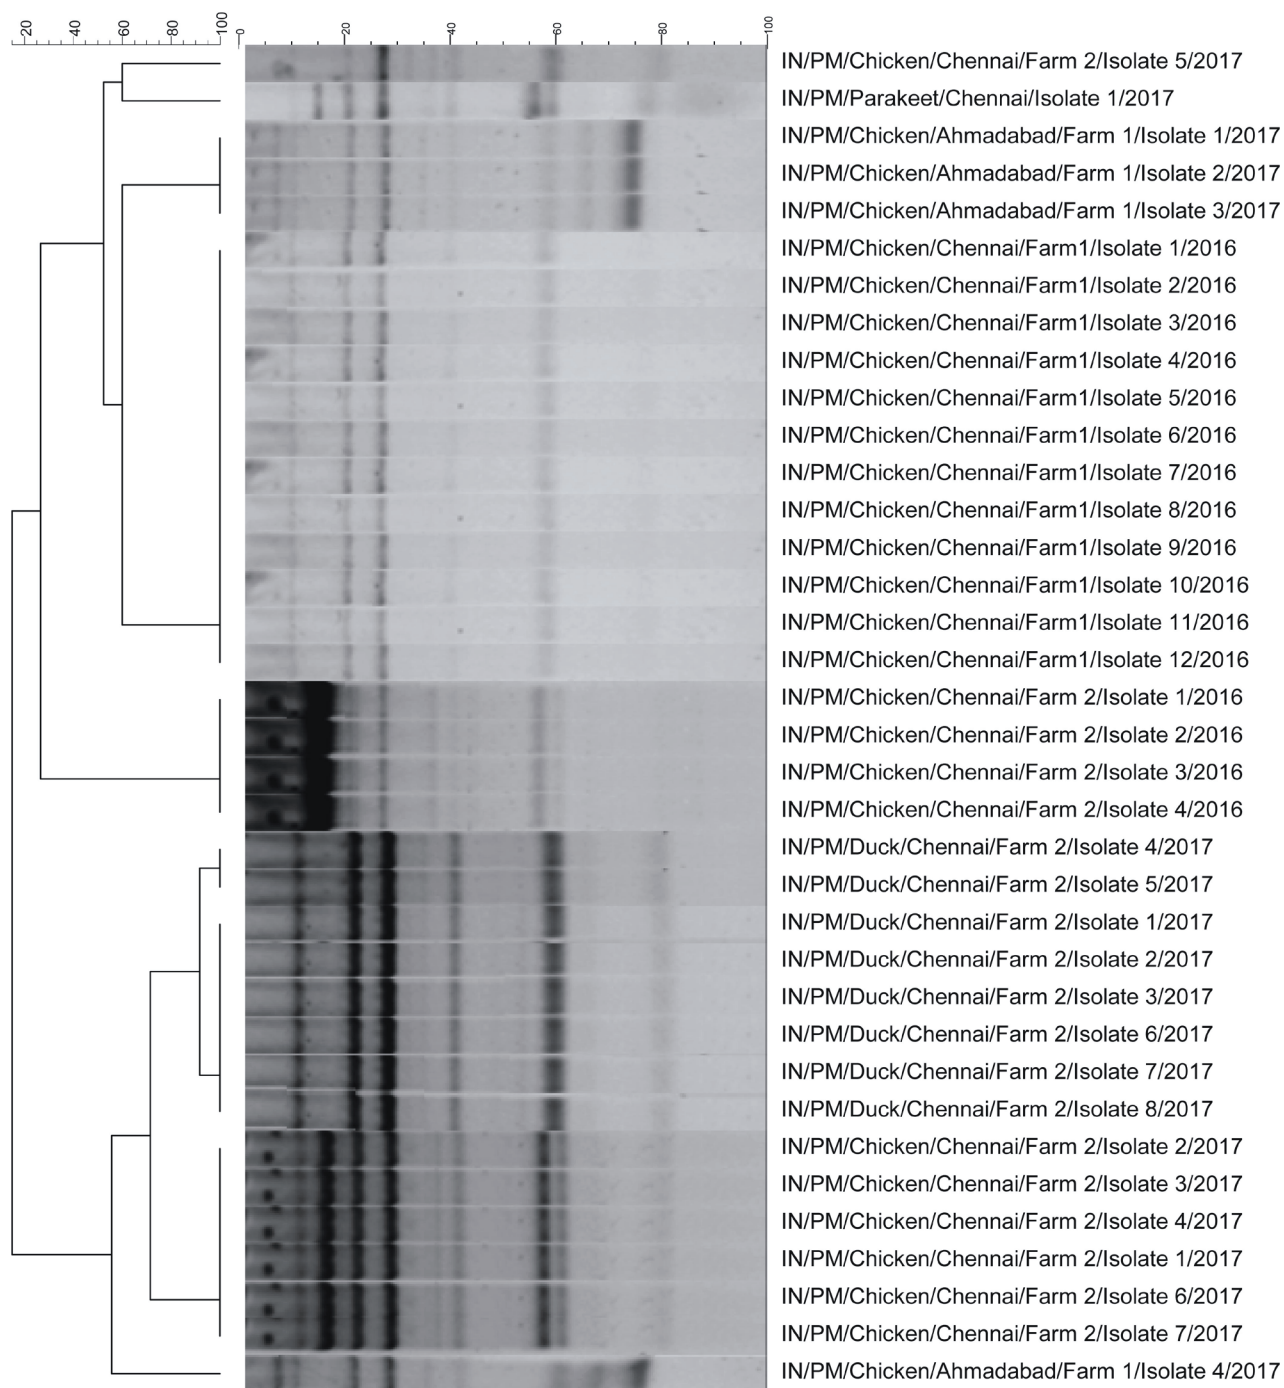 20 40 60 80 100 0 20 40 60 80 100
IN/PM/Chicken/Chennai/Farm 2/Isolate 5/2017
IN/PM/Parakeet/Chennai/Isolate 1/2017
IN/PM/Chicken/Ahmadabad/Farm 1/Isolate 1/2017
IN/PM/Chicken/Ahmadabad/Farm 1/Isolate 2/2017
IN/PM/Chicken/Ahmadabad/Farm 1/Isolate 3/2017
IN/PM/Chicken/Chennai/Farm1/Isolate 1/2016
IN/PM/Chicken/Chennai/Farm1/Isolate 2/2016
IN/PM/Chicken/Chennai/Farm1/Isolate 3/2016
IN/PM/Chicken/Chennai/Farm1/Isolate 4/2016
IN/PM/Chicken/Chennai/Farm1/Isolate 5/2016
IN/PM/Chicken/Chennai/Farm1/Isolate 6/2016
IN/PM/Chicken/Chennai/Farm1/Isolate 7/2016
IN/PM/Chicken/Chennai/Farm1/Isolate 8/2016
IN/PM/Chicken/Chennai/Farm1/Isolate 9/2016
IN/PM/Chicken/Chennai/Farm1/Isolate 10/2016
IN/PM/Chicken/Chennai/Farm1/Isolate 11/2016
IN/PM/Chicken/Chennai/Farm1/Isolate 12/2016
IN/PM/Chicken/Chennai/Farm 2/Isolate 1/2016
IN/PM/Chicken/Chennai/Farm 2/Isolate 2/2016
IN/PM/Chicken/Chennai/Farm 2/Isolate 3/2016
IN/PM/Chicken/Chennai/Farm 2/Isolate 4/2016
IN/PM/Duck/Chennai/Farm 2/Isolate 4/2017
IN/PM/Duck/Chennai/Farm 2/Isolate 5/2017
IN/PM/Duck/Chennai/Farm 2/Isolate 1/2017
IN/PM/Duck/Chennai/Farm 2/Isolate 2/2017
IN/PM/Duck/Chennai/Farm 2/Isolate 3/2017
IN/PM/Duck/Chennai/Farm 2/Isolate 6/2017
IN/PM/Duck/Chennai/Farm 2/Isolate 7/2017
IN/PM/Duck/Chennai/Farm 2/Isolate 8/2017
IN/PM/Chicken/Chennai/Farm 2/Isolate 2/2017
IN/PM/Chicken/Chennai/Farm 2/Isolate 3/2017
IN/PM/Chicken/Chennai/Farm 2/Isolate 4/2017
IN/PM/Chicken/Chennai/Farm 2/Isolate 1/2017
IN/PM/Chicken/Chennai/Farm 2/Isolate 6/2017
IN/PM/Chicken/Chennai/Farm 2/Isolate 7/2017
IN/PM/Chicken/Ahmadabad/Farm 1/Isolate 4/2017